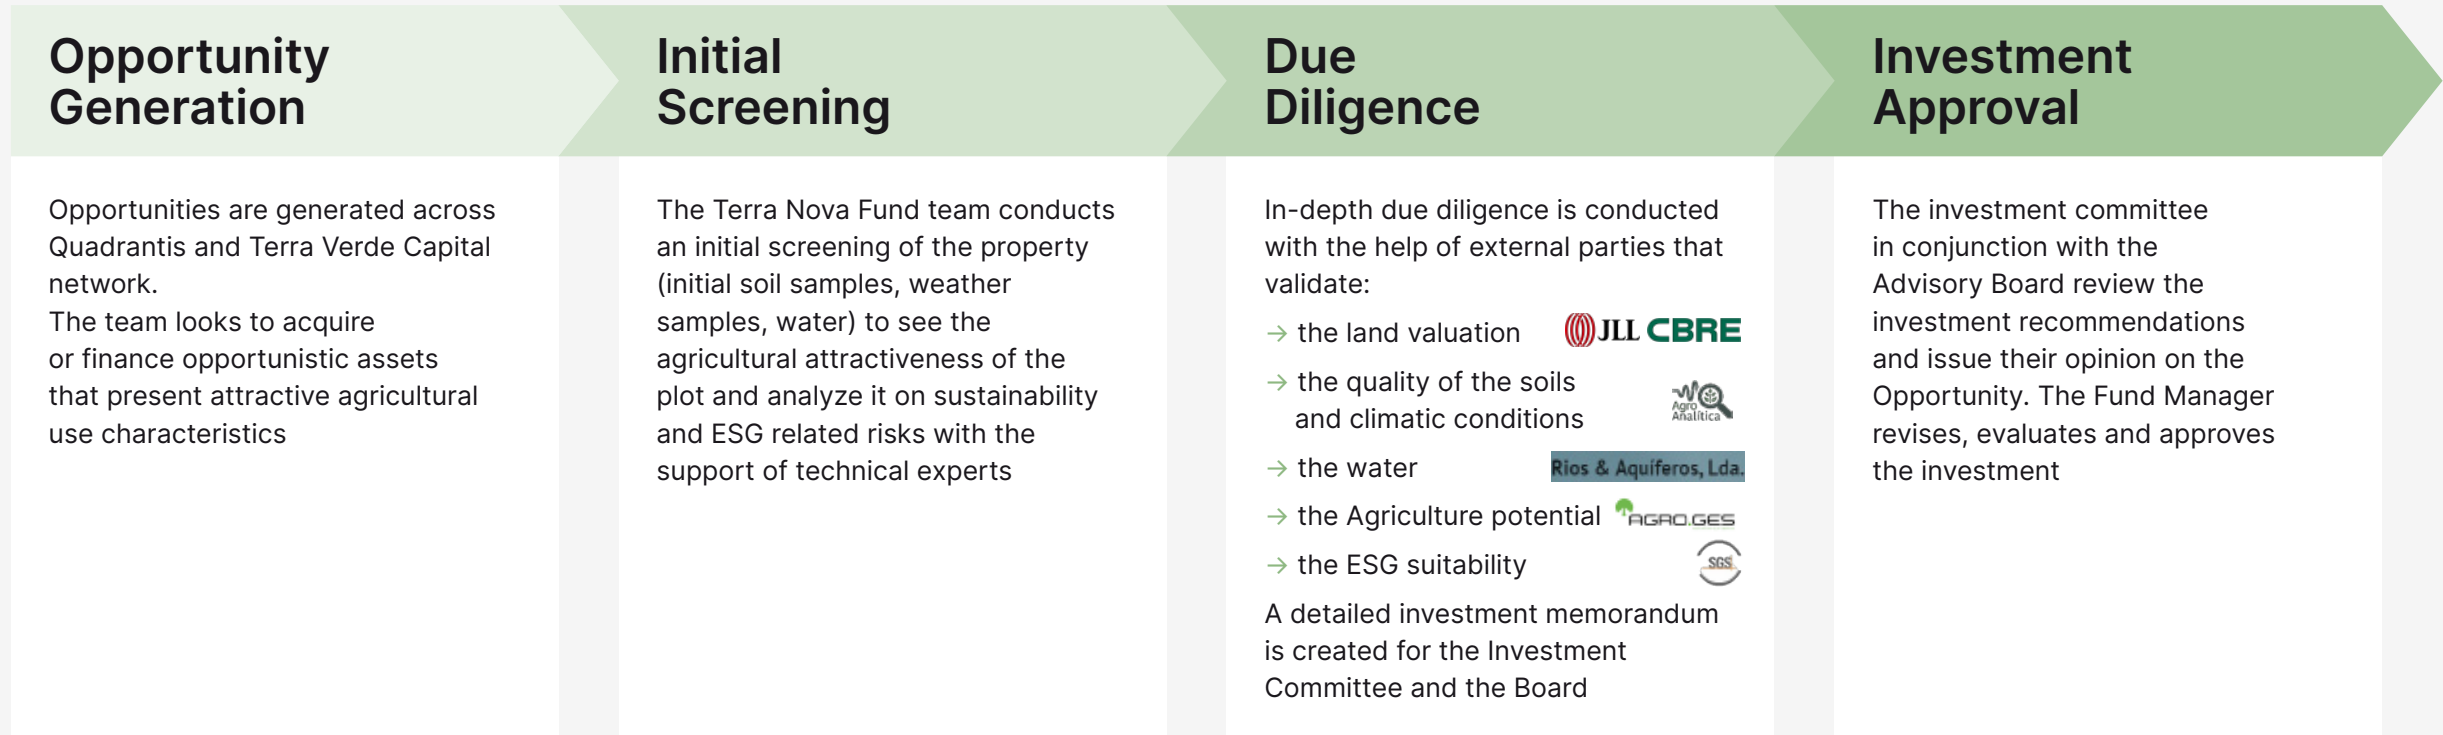 Opportunity
Generation
Opportunities are generated across
Quadrantis and Terra Verde Capital
network.
The team looks to acquire
or finance opportunistic assets
that present attractive agricultural
use characteristics
Initial
Screening
The Terra Nova Fund team conducts
an initial screening of the property
(initial soil samples, weather
samples, water) to see the
agricultural attractiveness of the
plot and analyze it on sustainability
and ESG related risks with the
support of technical experts
Due
Diligence
In-depth due diligence is conducted
with the help of external parties that
validate:
→ the land valuation JLL CBRE
→ the quality of the soils
and climatic conditions
Agro
Analítica
→ the water Rios & Aquíferos, Lda.
→ the Agriculture potential AGRO.GES
→ the ESG suitability SGS
A detailed investment memorandum
is created for the Investment
Committee and the Board
Investment
Approval
The investment committee
in conjunction with the
Advisory Board review the
investment recommendations
and issue their opinion on the
Opportunity. The Fund Manager
revises, evaluates and approves
the investment